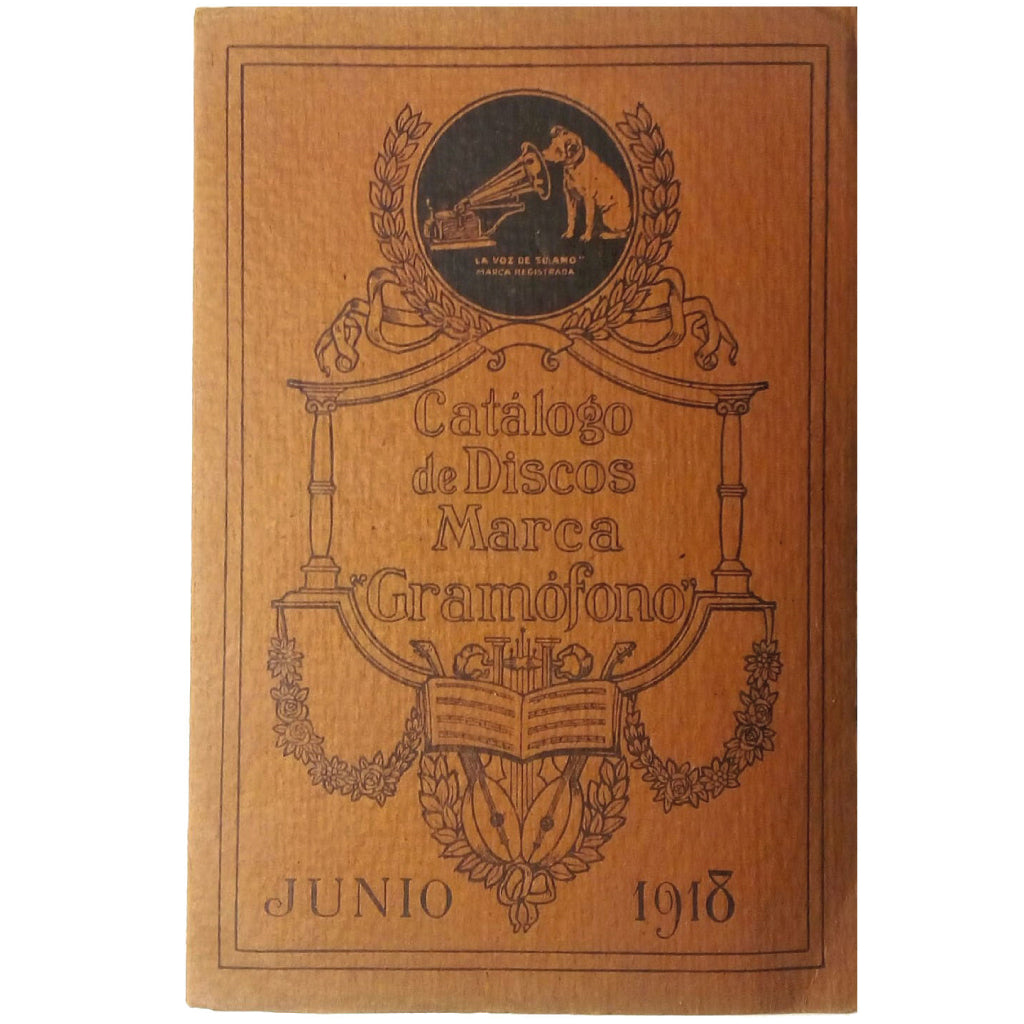 "LA VOZ DE SU AMO"
MARCA REGISTRADA
Catálogo
de Discos
Marca
"Gramófono"
JUNIO 1918